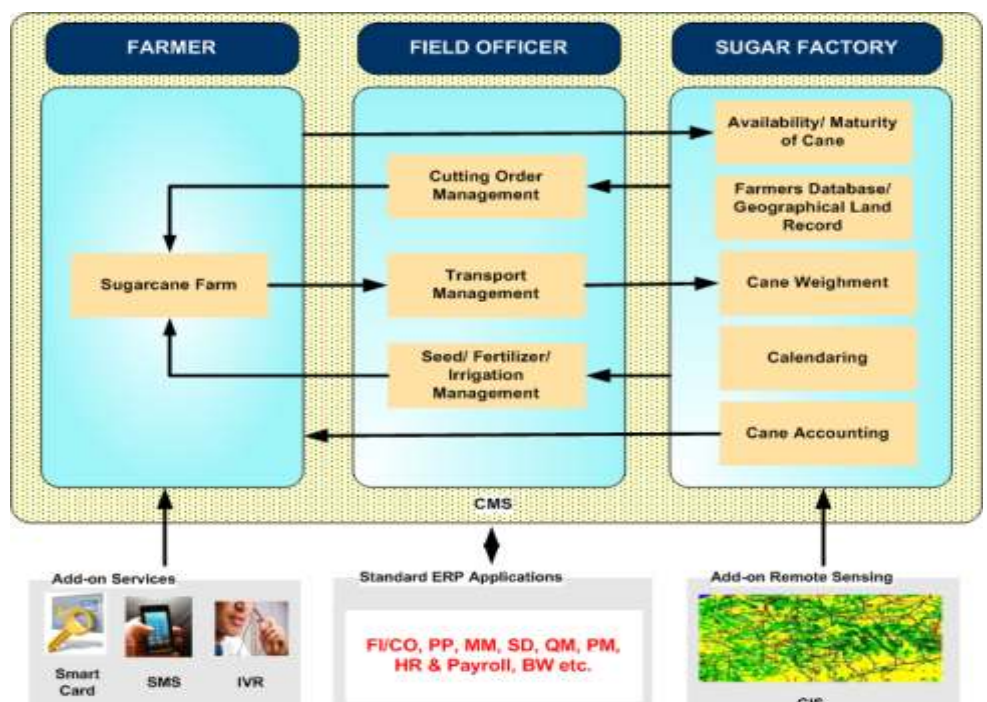 FARMER
FIELD OFFICER
SUGAR FACTORY
Availability/ Maturity
of Cane
Cutting Order
Management
Farmers Database/
Geographical Land
Record
Sugarcane Farm
Transport
Management
Cane Weighment
Seed/ Fertilizer/
Irrigation
Management
Calendaring
Cane Accounting
CMS
Add-on Services
Smart
Card
SMS
IVR
Standard ERP Applications
FI/CO, PP, MM, SD, QM, PM,
HR & Payroll, BW etc.
Add-on Remote Sensing